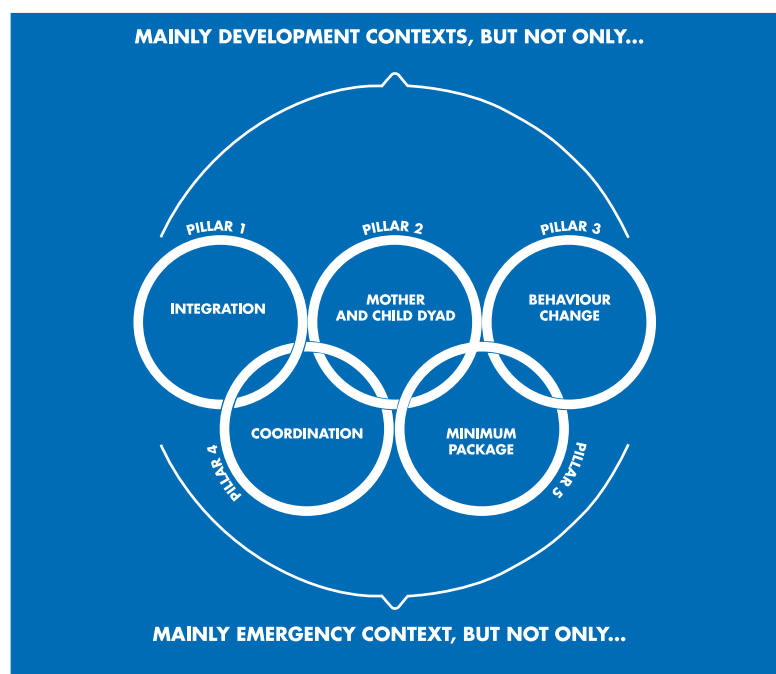 MAINLY DEVELOPMENT CONTEXTS, BUT NOT ONLY...
PILLAR 1
PILLAR 2
PILLAR 3
INTEGRATION
MOTHER
AND CHILD DYAD
BEHAVIOUR
CHANGE
COORDINATION
MINIMUM
PACKAGE
PILLAR 4
PILLAR 5
MAINLY EMERGENCY CONTEXT, BUT NOT ONLY...